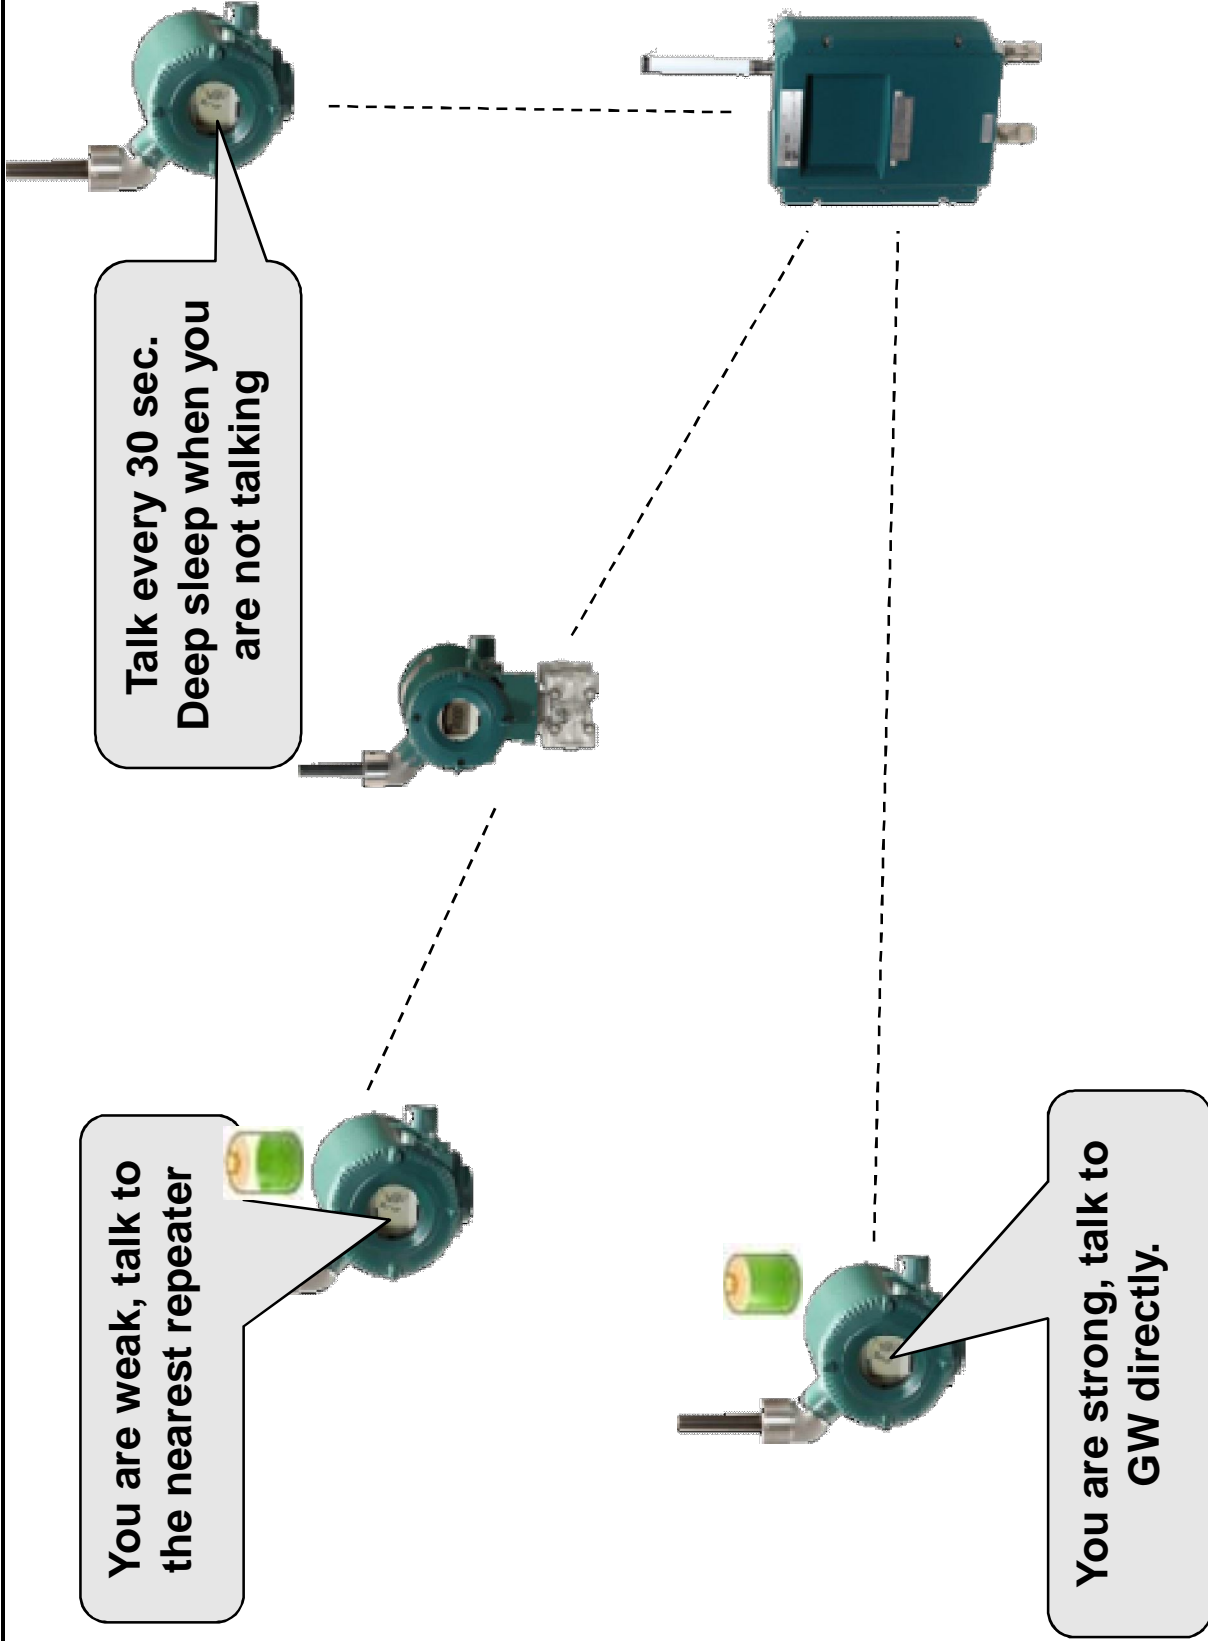 You are weak, talk to
the nearest repeater
Talk every 30 sec.
Deep sleep when you
are not talking
You are strong, talk to
GW directly.